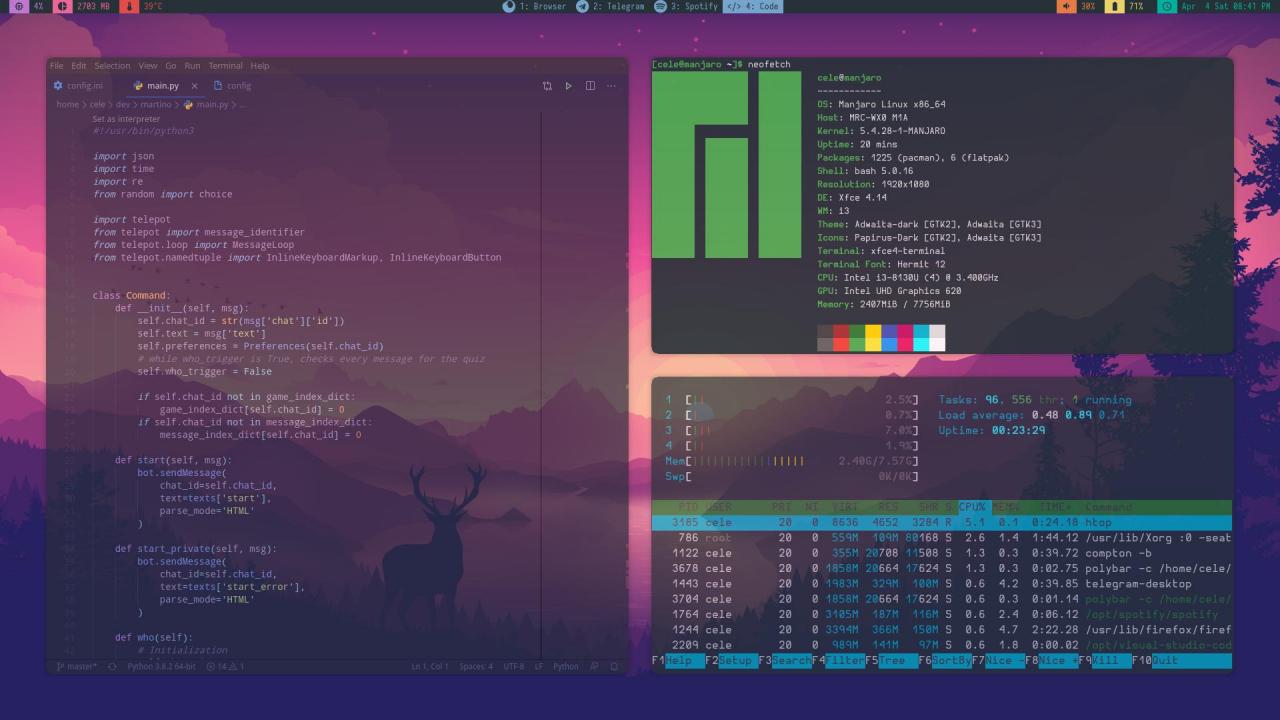 4% 2703 MB 39°C 1: Browser 2: Telegram 3: Spotify </> 4: Code 30% 71% Apr 4 Sat 08:41 PM
File Edit Selection View Go Run Terminal Help
config.ini main.py × config
home > cele > dev > martino > main.py > ...
Set as interpreter
#!/usr/bin/python3
import json
import time
import re
from random import choice
import telepot
from telepot import message_identifier
from telepot.loop import MessageLoop
from telepot.namedtuple import InlineKeyboardMarkup, InlineKeyboardButton
class Command:
def __init__(self, msg):
self.chat_id = str(msg['chat']['id'])
self.text = msg['text']
self.preferences = Preferences(self.chat_id)
# While who_trigger is True, checks every message for the quiz
self.who_trigger = False
if self.chat_id not in game_index_dict:
game_index_dict[self.chat_id] = 0
if self.chat_id not in message_index_dict:
message_index_dict[self.chat_id] = 0
def start(self, msg):
bot.sendMessage(
chat_id=self.chat_id,
text=texts['start'],
parse_mode='HTML'
)
def start_private(self, msg):
bot.sendMessage(
chat_id=self.chat_id,
text=texts['start_error'],
parse_mode='HTML'
)
def who(self):
# Initialization
master* Python 3.8.2 64-bit 14 1 Ln 1, Col 1 Spaces: 4 UTF-8 LF Python
[cele@manjaro ~]$ neofetch
cele@manjaro
------------
OS: Manjaro Linux x86_64
Host: MRC-WX0 M1A
Kernel: 5.4.28-1-MANJARO
Uptime: 20 mins
Packages: 1225 (pacman), 6 (flatpak)
Shell: bash 5.0.16
Resolution: 1920x1080
DE: Xfce 4.14
WM: i3
Theme: Adwaita-dark [GTK2], Adwaita [GTK3]
Icons: Papirus-Dark [GTK2], Adwaita [GTK3]
Terminal: xfce4-terminal
Terminal Font: Hermit 12
CPU: Intel i3-8130U (4) @ 3.400GHz
GPU: Intel UHD Graphics 620
Memory: 2407MiB / 7756MiB
1 [|| 2.5%] Tasks: 96, 556 thr; 1 running
2 [| 0.7%] Load average: 0.48 0.89 0.71
3 [||| 7.0%] Uptime: 00:23:29
4 [|| 1.9%]
Mem[|||||||||||||||||||| 2.40G/7.57G]
Swp[ 0K/0K]
PID USER PRI NI VIRT RES SHR S CPU% MEM% TIME+ Command
3185 cele 20 0 8636 4652 3284 R 5.1 0.1 0:24.18 htop
786 root 20 0 559M 109M 80168 S 2.6 1.4 1:44.12 /usr/lib/Xorg :0 -seat
1122 cele 20 0 355M 20708 11508 S 1.3 0.3 0:39.72 compton -b
3678 cele 20 0 1858M 20664 17624 S 1.3 0.3 0:02.75 polybar -c /home/cele/
1443 cele 20 0 1983M 329M 100M S 0.6 4.2 0:39.85 telegram-desktop
3704 cele 20 0 1858M 20664 17624 S 0.6 0.3 0:01.14 polybar -c /home/cele/
1764 cele 20 0 3105M 187M 116M S 0.6 2.4 0:06.12 /opt/spotify/spotify
1244 cele 20 0 3394M 366M 150M S 0.6 4.7 2:22.28 /usr/lib/firefox/firef
2209 cele 20 0 989M 141M 97564 S 0.6 1.8 0:00.02 /opt/visual-studio-cod
F1Help F2Setup F3SearchF4FilterF5Tree F6SortByF7Nice -F8Nice +F9Kill F10Quit